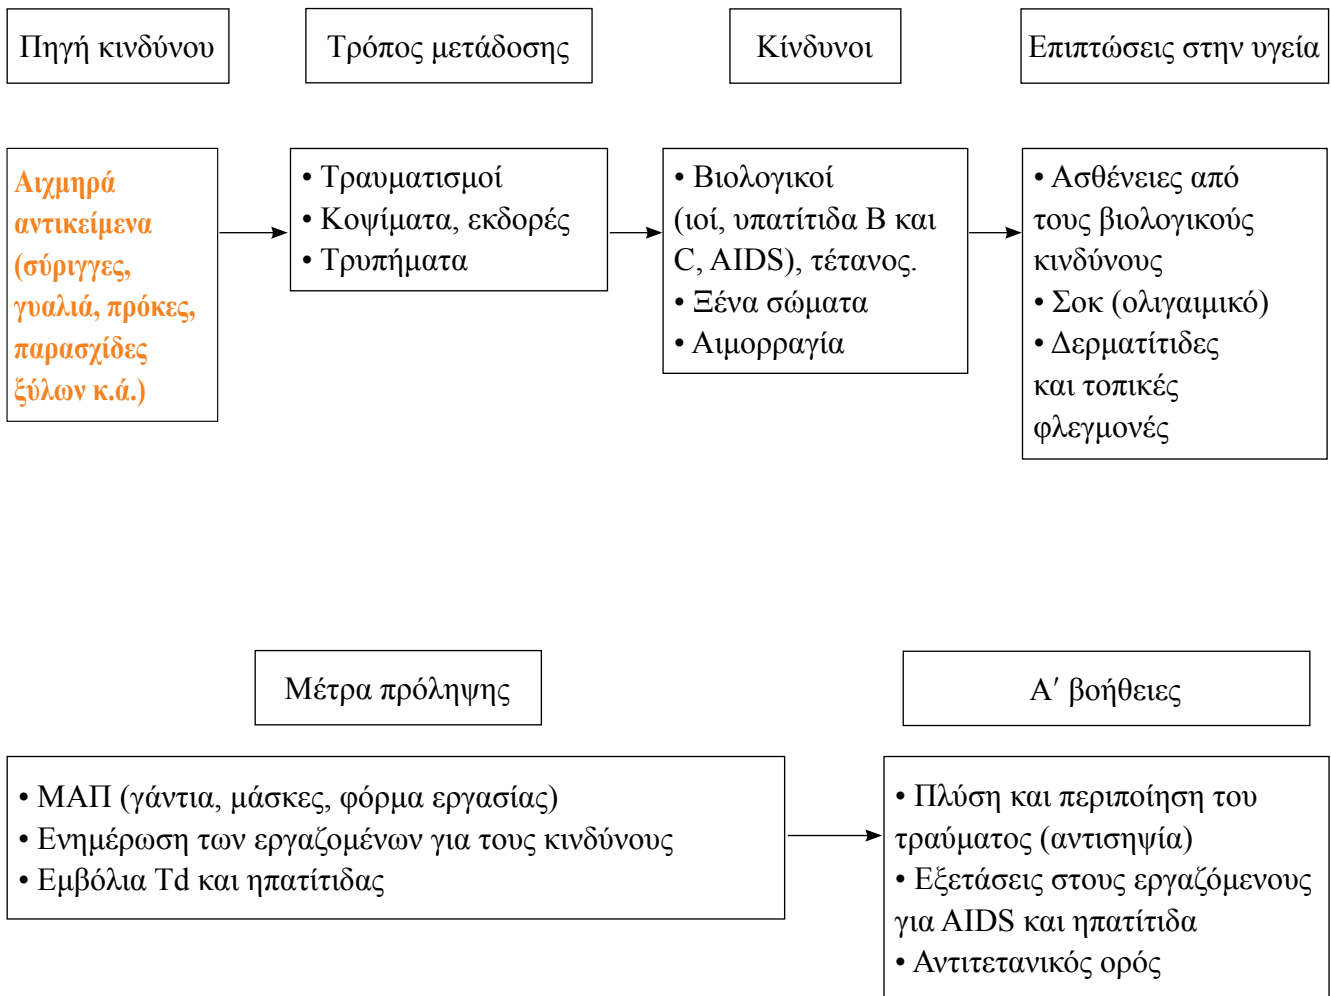 Πηγή κινδύνου
Τρόπος μετάδοσης
Κίνδυνοι
Επιπτώσεις στην υγεία
Αιχμηρά
αντικείμενα
(σύριγγες,
γυαλιά, πρόκες,
παρασχίδες
ξύλων κ.ά.)
• Τραυματισμοί
• Κοψίματα, εκδορές
• Τρυπήματα
• Βιολογικοί
(ιοί, υπατίτιδα Β και
C, AIDS), τέτανος.
• Ξένα σώματα
• Αιμορραγία
• Ασθένειες από
τους βιολογικούς
κινδύνους
• Σοκ (ολιγαιμικό)
• Δερματίτιδες
και τοπικές
φλεγμονές
Μέτρα πρόληψης
Α′ βοήθειες
• ΜΑΠ (γάντια, μάσκες, φόρμα εργασίας)
• Ενημέρωση των εργαζομένων για τους κινδύνους
• Εμβόλια Td και ηπατίτιδας
• Πλύση και περιποίηση του
τραύματος (αντισηψία)
• Εξετάσεις στους εργαζόμενους
για AIDS και ηπατίτιδα
• Αντιτετανικός ορός